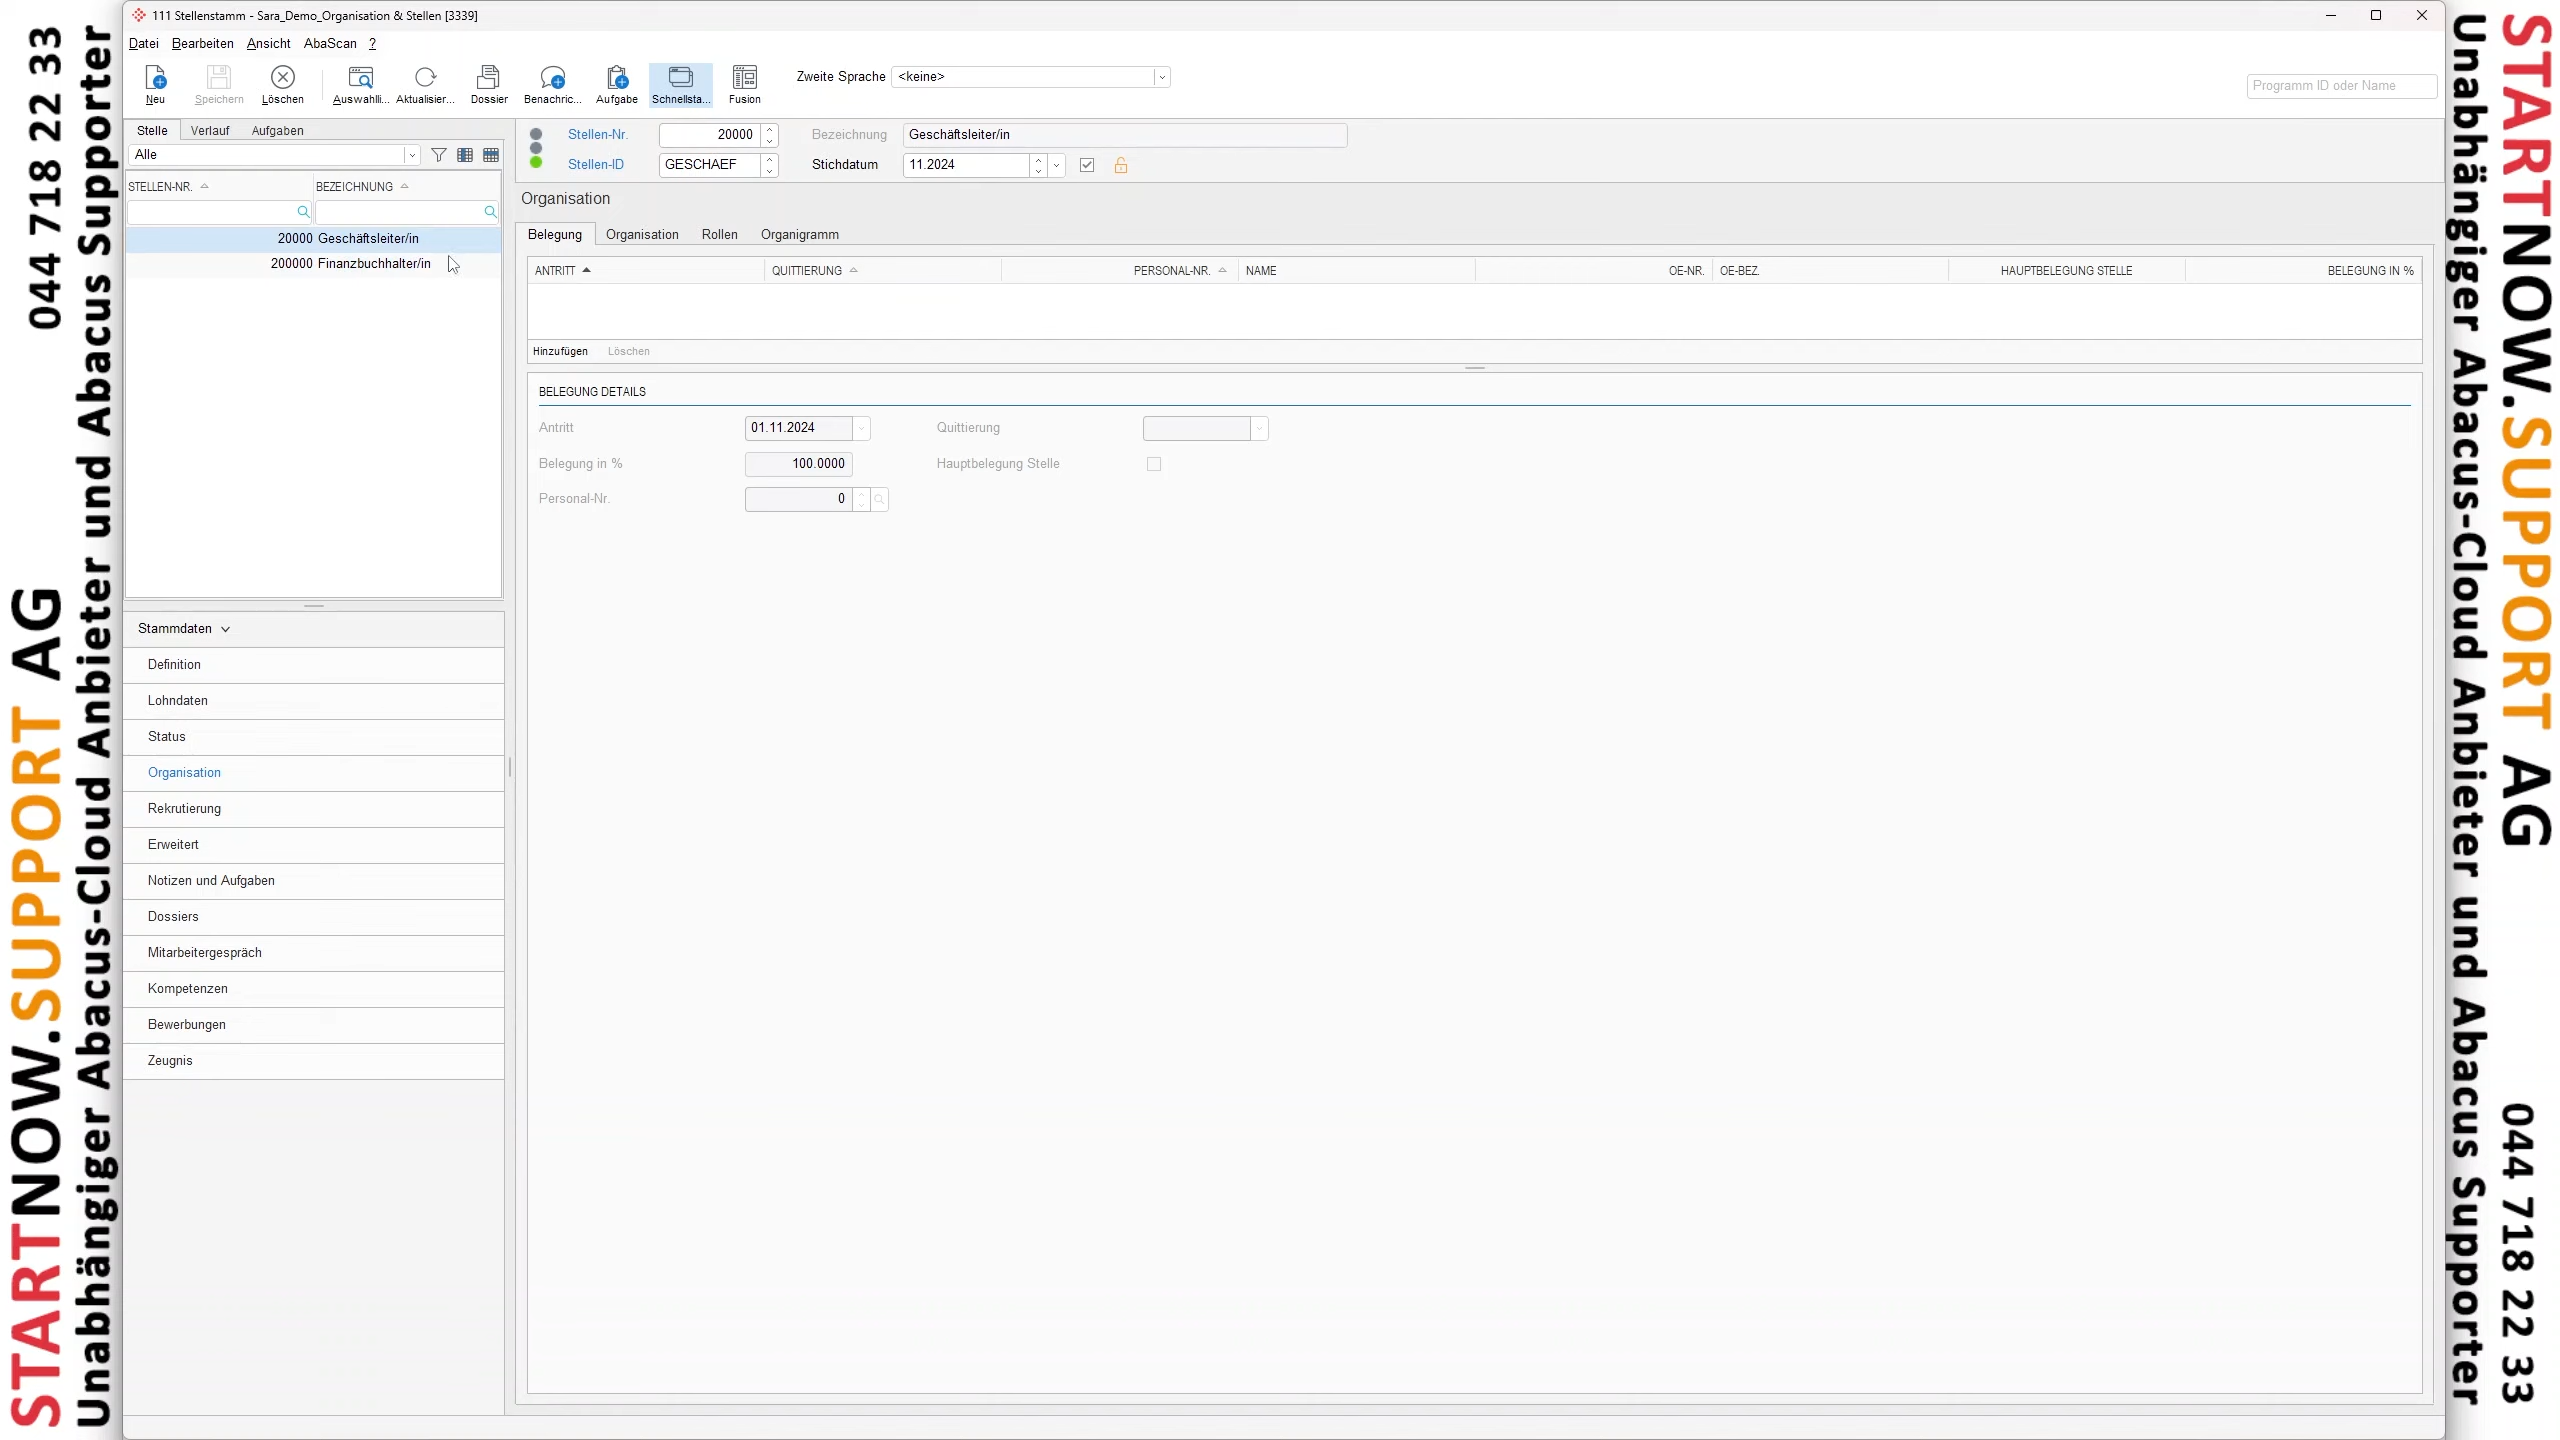 111 Stellenstamm - Sara_Demo_Organisation & Stellen [3339]
Datei Bearbeiten Ansicht AbaScan ?
Neu Speichern Löschen Auswahlli... Aktualisier... Dossier Benachric... Aufgabe Schnellsta... Fusion
Zweite Sprache <keine>
Programm ID oder Name
Stelle Verlauf Aufgaben
Alle
STELLEN-NR. BEZEICHNUNG
20000 Geschäftsleiter/in
200000 Finanzbuchhalter/in
Stammdaten
Definition
Lohndaten
Status
Organisation
Rekrutierung
Erweitert
Notizen und Aufgaben
Dossiers
Mitarbeitergespräch
Kompetenzen
Bewerbungen
Zeugnis
Stellen-Nr. 20000 Bezeichnung Geschäftsleiter/in
Stellen-ID GESCHAEF Stichdatum 11.2024
Organisation
Belegung Organisation Rollen Organigramm
ANTRITT QUITTIERUNG PERSONAL-NR. NAME OE-NR. OE-BEZ. HAUPTBELEGUNG STELLE BELEGUNG IN %
Hinzufügen Löschen
BELEGUNG DETAILS
Antritt 01.11.2024 Quittierung
Belegung in % 100.0000 Hauptbelegung Stelle
Personal-Nr. 0
STARTNOW.SUPPORT AG 044 718 22 33
Unabhängiger Abacus-Cloud Anbieter und Abacus Supporter
STARTNOW.SUPPORT AG 044 718 22 33
Unabhängiger Abacus-Cloud Anbieter und Abacus Supporter